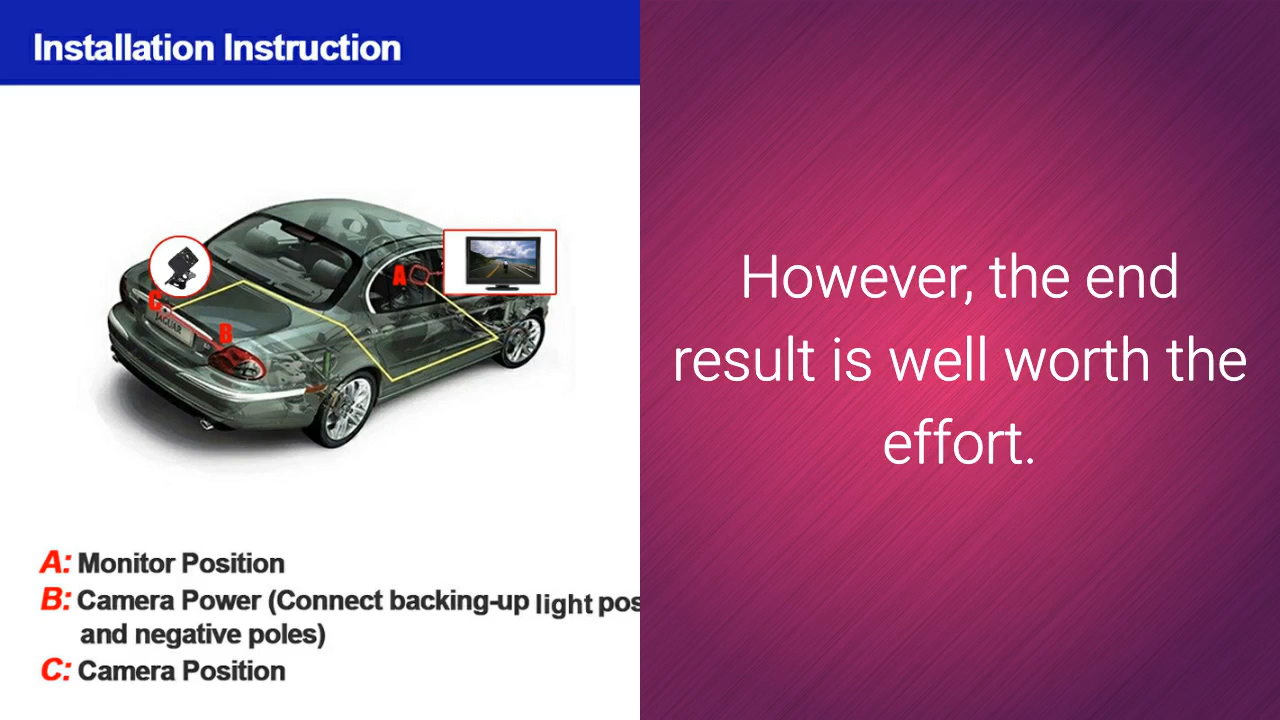 Installation Instruction
A
C
JAGUAR
B
A: Monitor Position
B: Camera Power (Connect backing-up light pos
and negative poles)
C: Camera Position
However, the end
result is well worth the
effort.